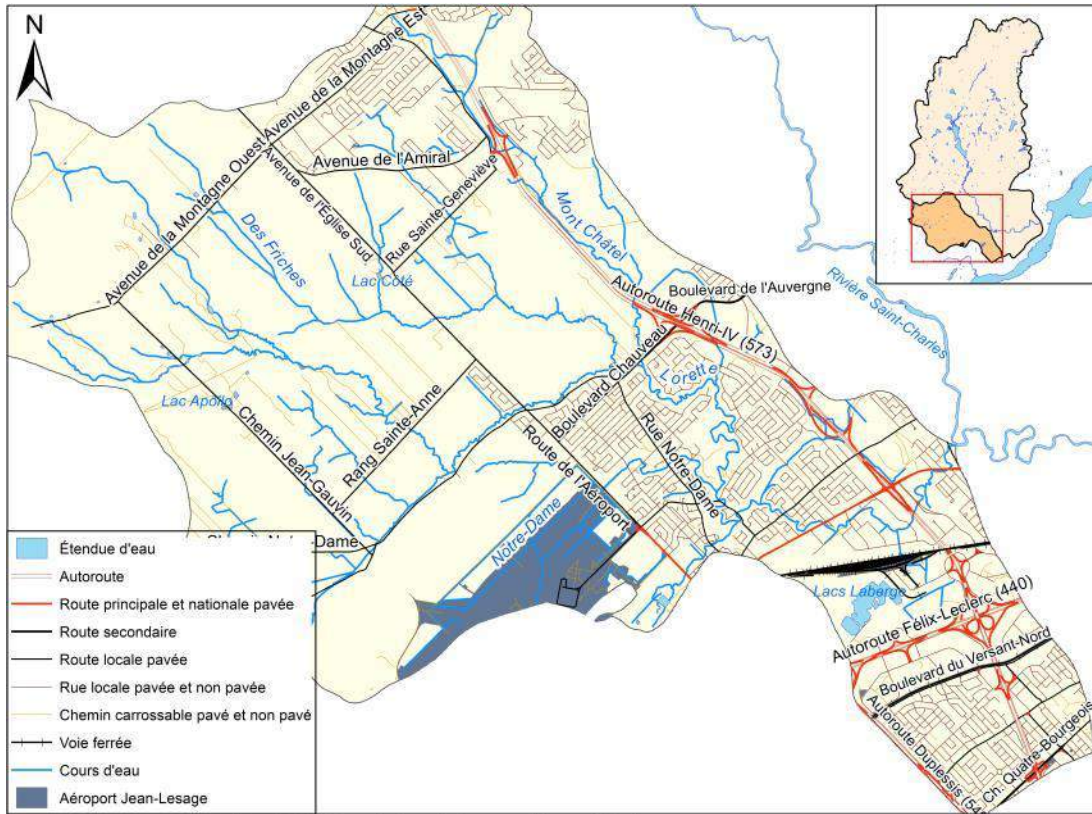 N
Avenue de la Montagne Est
Avenue de la Montagne Ouest
Avenue de l'Amiral
Avenue de l'Église Sud
Rue Sainte-Geneviève
Des Friches
Lac Côté
Mont Châtel
Autoroute Henri-IV (573)
Boulevard de l'Auvergne
Rivière Saint-Charles
Boulevard Chauveau
Lorette
Lac Apollo
Chemin Jean-Gauvin
Rang Sainte-Anne
Route de l'Aéroport
Rue Notre-Dame
Notre-Dame
Dame
Lacs Laberge
Autoroute Félix-Leclerc (440)
Boulevard du Versant-Nord
Autoroute Duplessis (54
Ch. Quatre-Bourgeois
Étendue d'eau
Autoroute
Route principale et nationale pavée
Route secondaire
Route locale pavée
Rue locale pavée et non pavée
Chemin carrossable pavé et non pavé
Voie ferrée
Cours d'eau
Aéroport Jean-Lesage